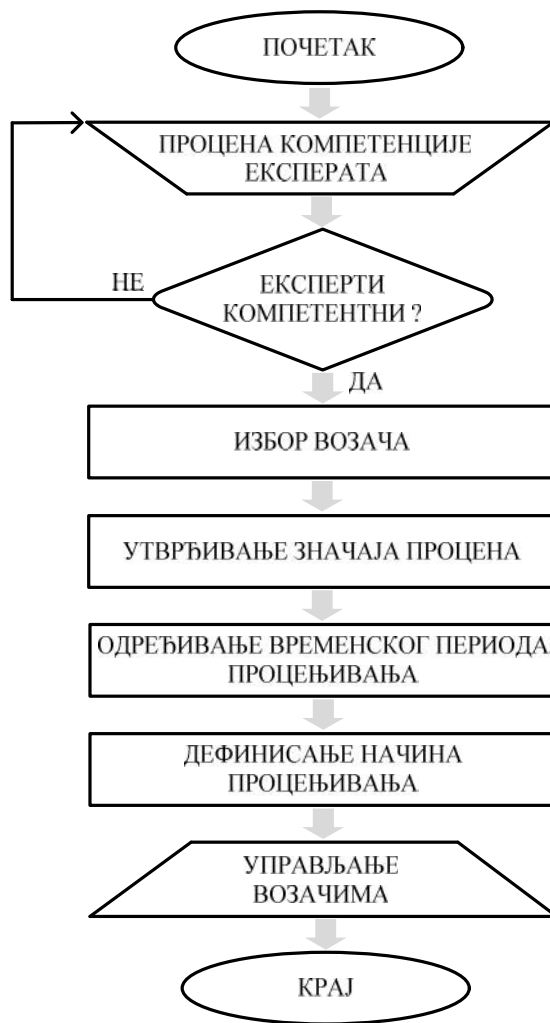 ПОЧЕТАК
ПРОЦЕНА КОМПЕТЕНЦИЈЕ
ЕКСПЕРАТА
ЕКСПЕРТИ
КОМПЕТЕНТНИ ?
НЕ
ДА
ИЗБОР ВОЗАЧА
УТВРЂИВАЊЕ ЗНАЧАЈА ПРОЦЕНА
ОДРЕЂИВАЊЕ ВРЕМЕНСКОГ ПЕРИОДА
ПРОЦЕЊИВАЊА
ДЕФИНИСАЊЕ НАЧИНА
ПРОЦЕЊИВАЊА
УПРАВЉАЊЕ
ВОЗАЧИМА
КРАЈ